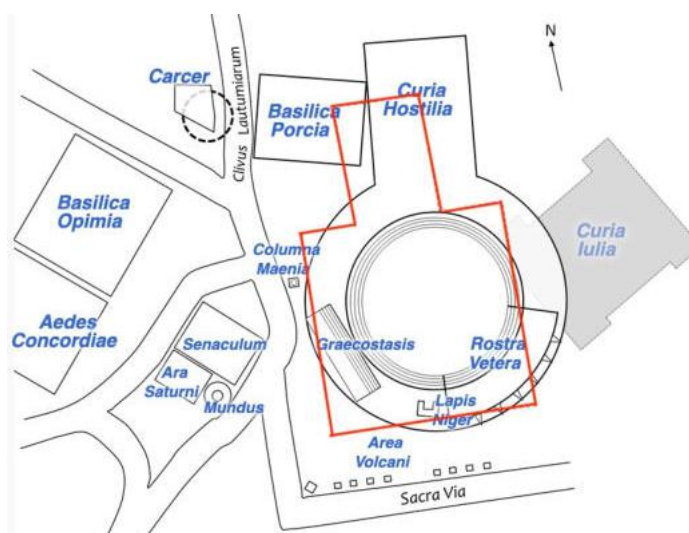 N
Carcer
Clivus Lautumiarum
Basilica
Porcia
Curia
Hostilia
Basilica
Opimia
Curia
Iulia
Columna
Maenia
Aedes
Concordiae
Senaculum
Graecostasis
Rostra
Vetera
Ara
Saturni
Mundus
Lapis
Niger
Area
Volcani
Sacra Via